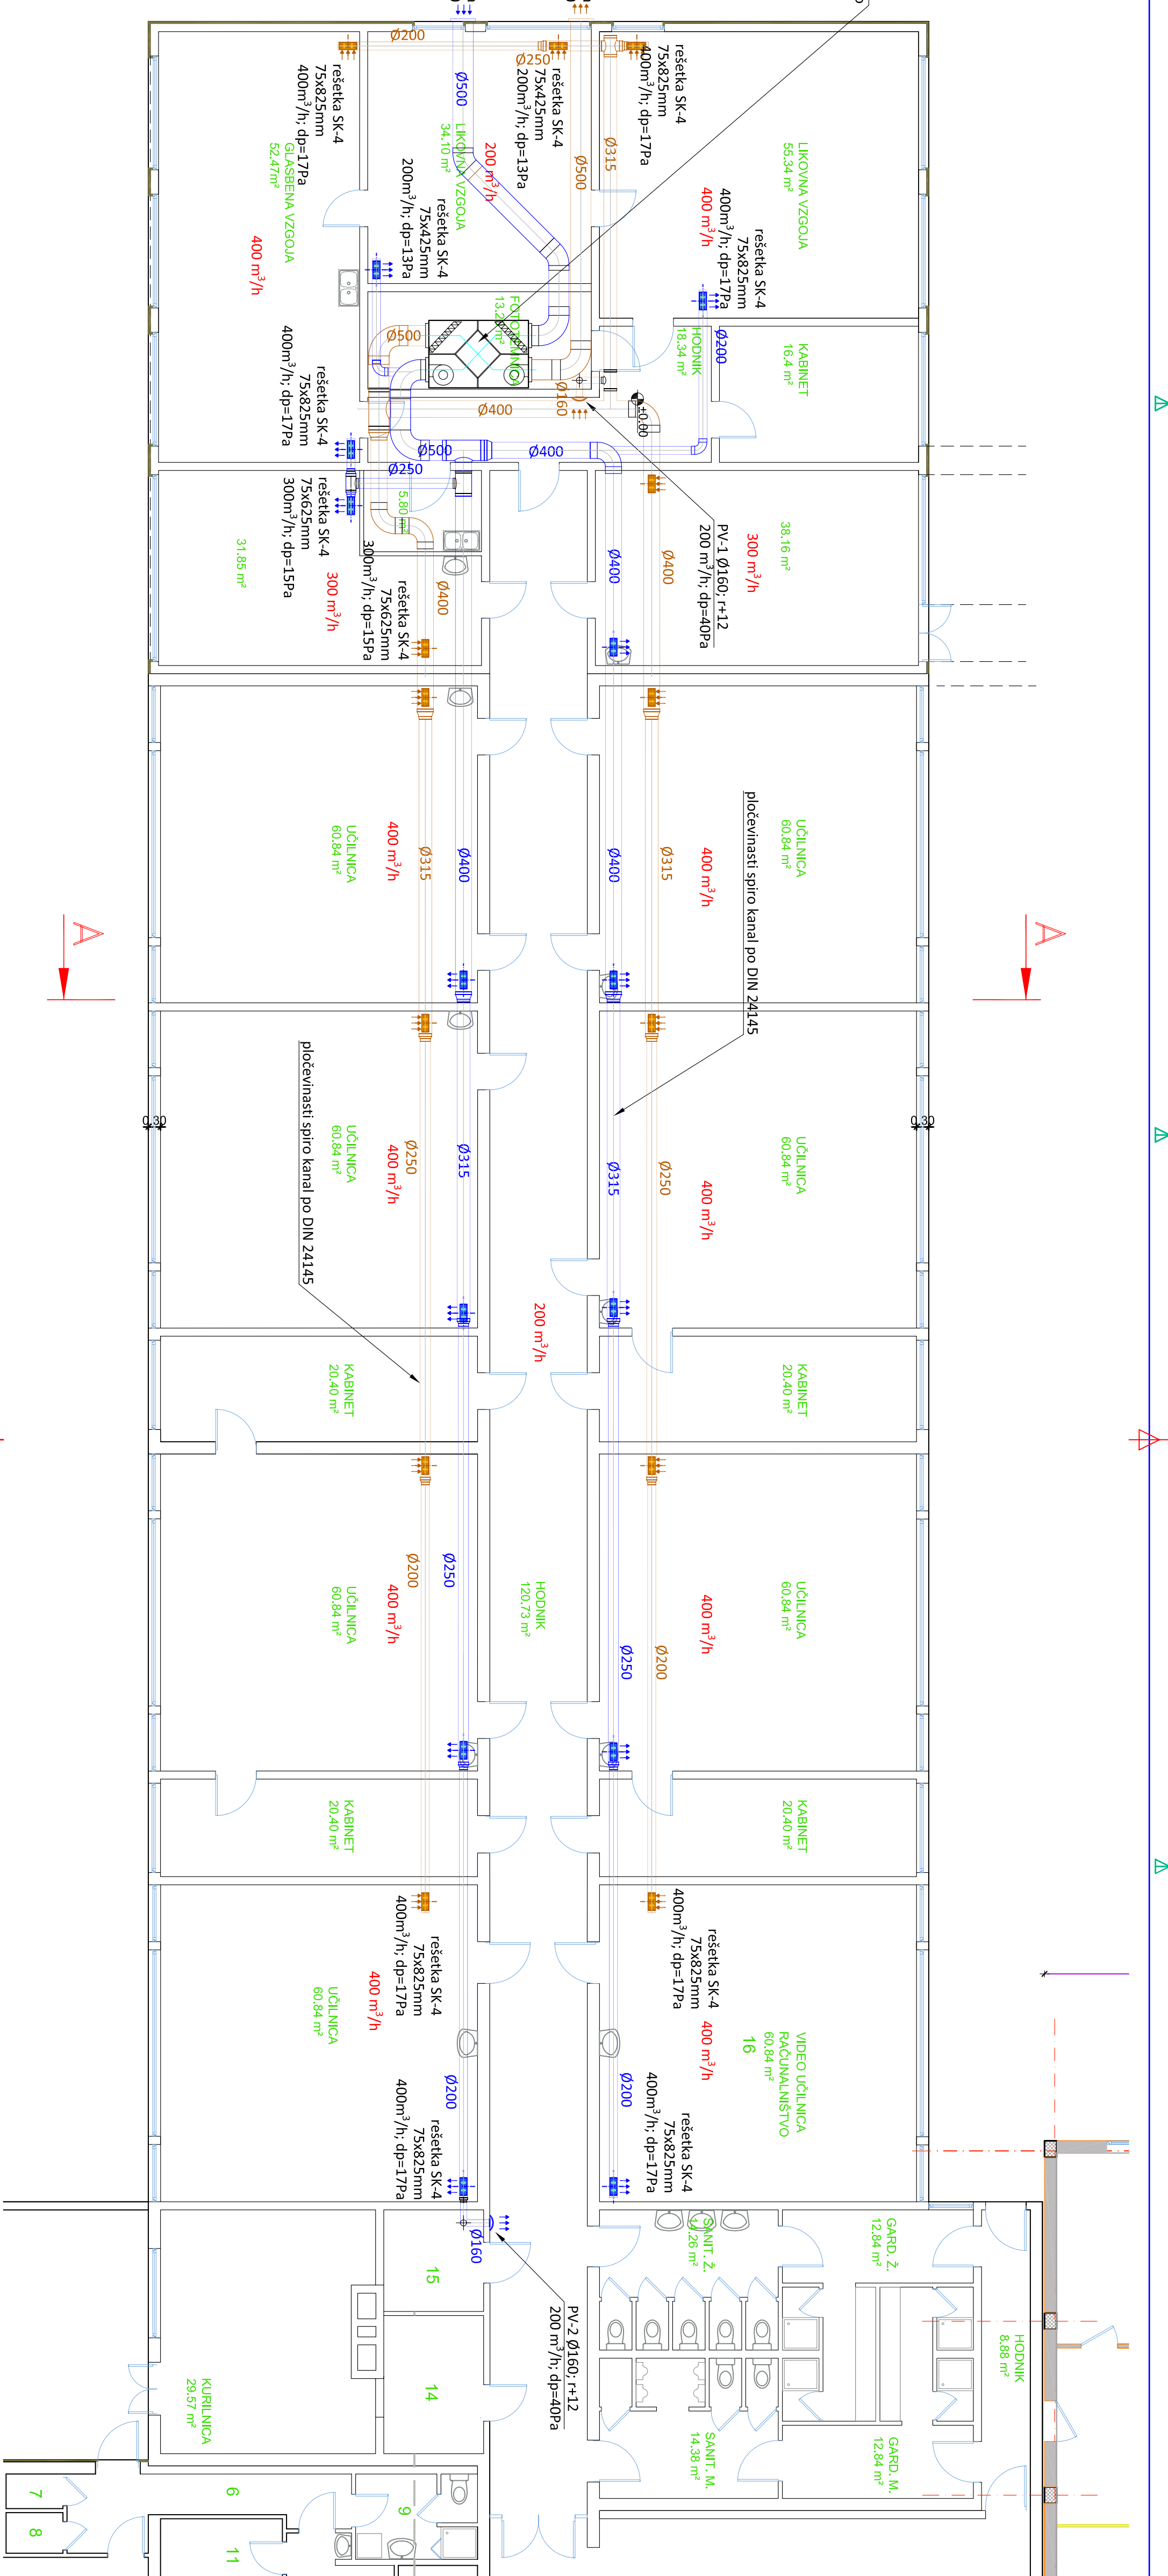 Ø200
Ø250
Ø500
Ø500
Ø315
rešetka SK-4
75x825mm
400m³/h; dp=17Pa
rešetka SK-4
75x425mm
200m³/h; dp=13Pa
rešetka SK-4
75x825mm
400m³/h; dp=17Pa
GLASBENA VZGOJA
52.47m²
400 m³/h
LIKOVNA VZGOJA
34.10 m²
200 m³/h
rešetka SK-4
75x425mm
200m³/h; dp=13Pa
LIKOVNA VZGOJA
55.34 m²
rešetka SK-4
75x825mm
400m³/h; dp=17Pa
400 m³/h
HODNIK
18.34 m²
Ø200
KABINET
16.4 m²
Ø500
Ø160
Ø400
±0.00
Ø500
Ø400
Ø250
rešetka SK-4
75x825mm
400m³/h; dp=17Pa
rešetka SK-4
75x625mm
300m³/h; dp=15Pa
5.80 m²
31.85 m²
300 m³/h
rešetka SK-4
75x625mm
300m³/h; dp=15Pa
Ø400
Ø400
Ø400
38.16 m²
300 m³/h
PV-1 Ø160; r+12
200 m³/h; dp=40Pa
UČILNICA
60.84 m²
400 m³/h
Ø315
Ø400
Ø400
Ø315
400 m³/h
UČILNICA
60.84 m²
pločevinasti spiro kanal po DIN 24145
A
A
pločevinasti spiro kanal po DIN 24145
0.30
0.30
UČILNICA
60.84 m²
400 m³/h
Ø250
Ø315
Ø315
Ø250
400 m³/h
UČILNICA
60.84 m²
200 m³/h
KABINET
20.40 m²
KABINET
20.40 m²
UČILNICA
60.84 m²
400 m³/h
Ø200
Ø250
HODNIK
120.73 m²
Ø250
Ø200
400 m³/h
UČILNICA
60.84 m²
KABINET
20.40 m²
KABINET
20.40 m²
rešetka SK-4
75x825mm
400m³/h; dp=17Pa
rešetka SK-4
75x825mm
400m³/h; dp=17Pa
UČILNICA
60.84 m²
400 m³/h
400 m³/h
16
VIDEO UČILNICA
RAČUNALNIŠTVO
60.84 m²
Ø200
Ø200
rešetka SK-4
75x825mm
400m³/h; dp=17Pa
rešetka SK-4
75x825mm
400m³/h; dp=17Pa
Ø160
15
SANIT. Ž.
GARD. Ž.
12.84 m²
PV-2 Ø160; r+12
200 m³/h; dp=40Pa
HODNIK
8.88 m²
KURILNICA
29.57 m²
14
SANIT. M.
14.38 m²
GARD. M.
12.84 m²
7
8
6
9
11